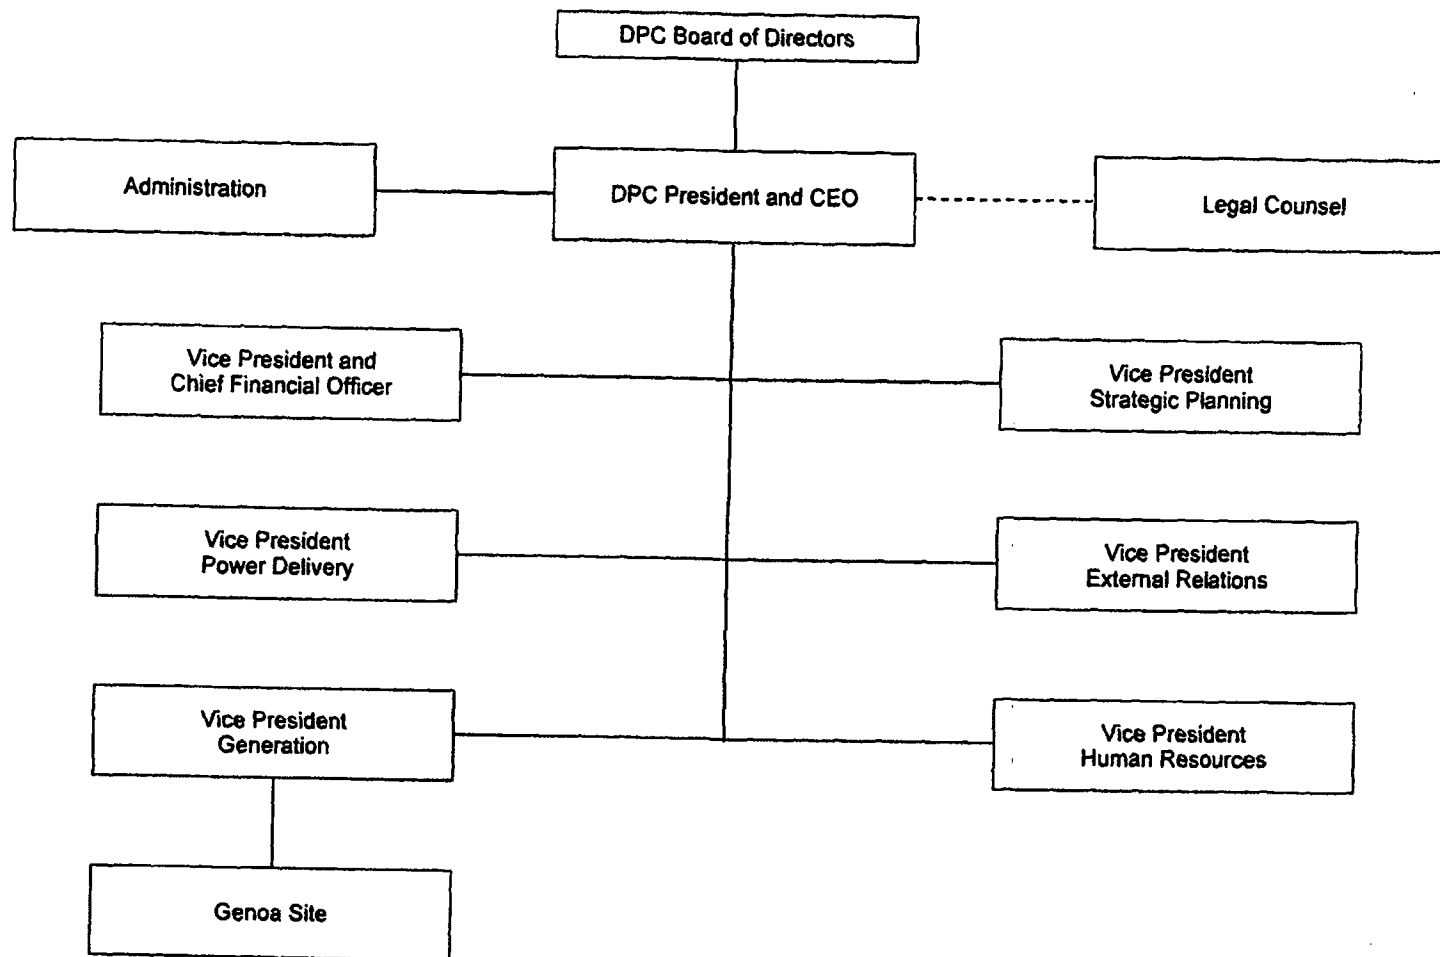 DPC Board of Directors
Administration
DPC President and CEO
Legal Counsel
Vice President and
Chief Financial Officer
Vice President
Strategic Planning
Vice President
Power Delivery
Vice President
External Relations
Vice President
Generation
Vice President
Human Resources
Genoa Site